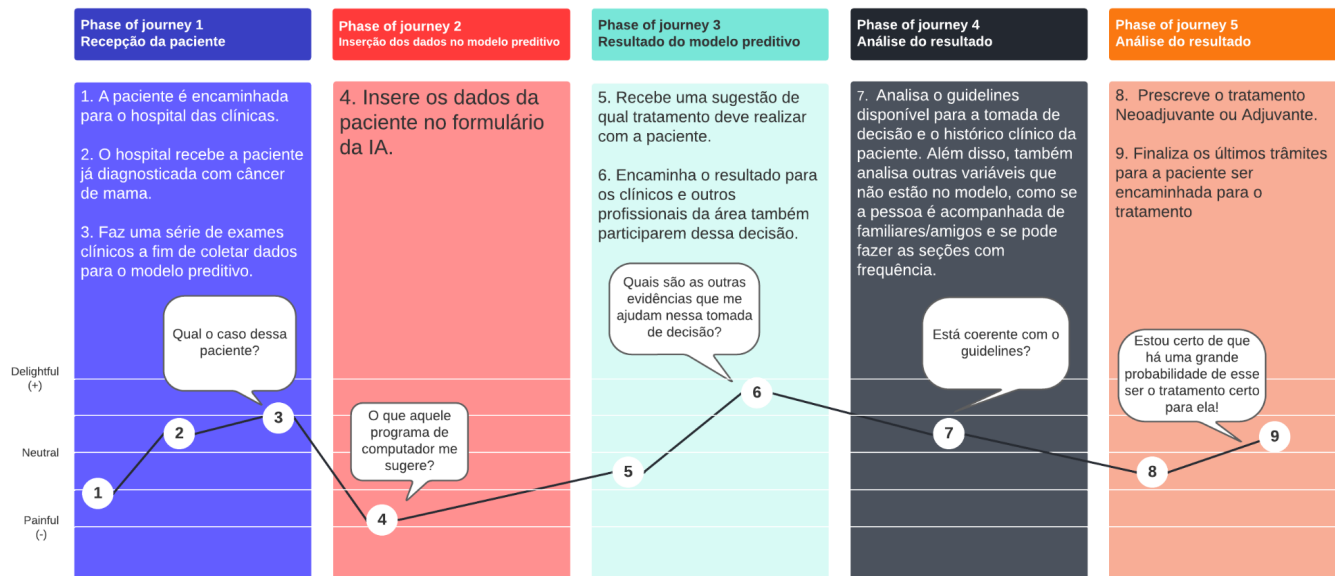 Phase of journey 1
Recepção da paciente
Phase of journey 2
Inserção dos dados no modelo preditivo
Phase of journey 3
Resultado do modelo preditivo
Phase of journey 4
Análise do resultado
Phase of journey 5
Análise do resultado
1. A paciente é encaminhada
para o hospital das clínicas.
2. O hospital recebe a paciente
já diagnosticada com câncer
de mama.
3. Faz uma série de exames
clínicos a fim de coletar dados
para o modelo preditivo.
4. Insere os dados da
paciente no formulário
da IA.
5. Recebe uma sugestão de
qual tratamento deve realizar
com a paciente.
6. Encaminha o resultado para
os clínicos e outros
profissionais da área também
participarem dessa decisão.
7. Analisa o guidelines
disponível para a tomada de
decisão e o histórico clínico da
paciente. Além disso, também
analisa outras variáveis que
não estão no modelo, como se
a pessoa é acompanhada de
familiares/amigos e se pode
fazer as seções com
frequência.
8. Prescreve o tratamento
Neoadjuvante ou Adjuvante.
9. Finaliza os últimos trâmites
para a paciente ser
encaminhada para o
tratamento
Qual o caso dessa
paciente?
O que aquele
programa de
computador me
sugere?
Quais são as outras
evidências que me
ajudam nessa tomada
de decisão?
Está coerente com o
guidelines?
Estou certo de que
há uma grande
probabilidade de esse
ser o tratamento certo
para ela!
Delightful
(+)
Neutral
Painful
(-)
1
2
3
4
5
6
7
8
9